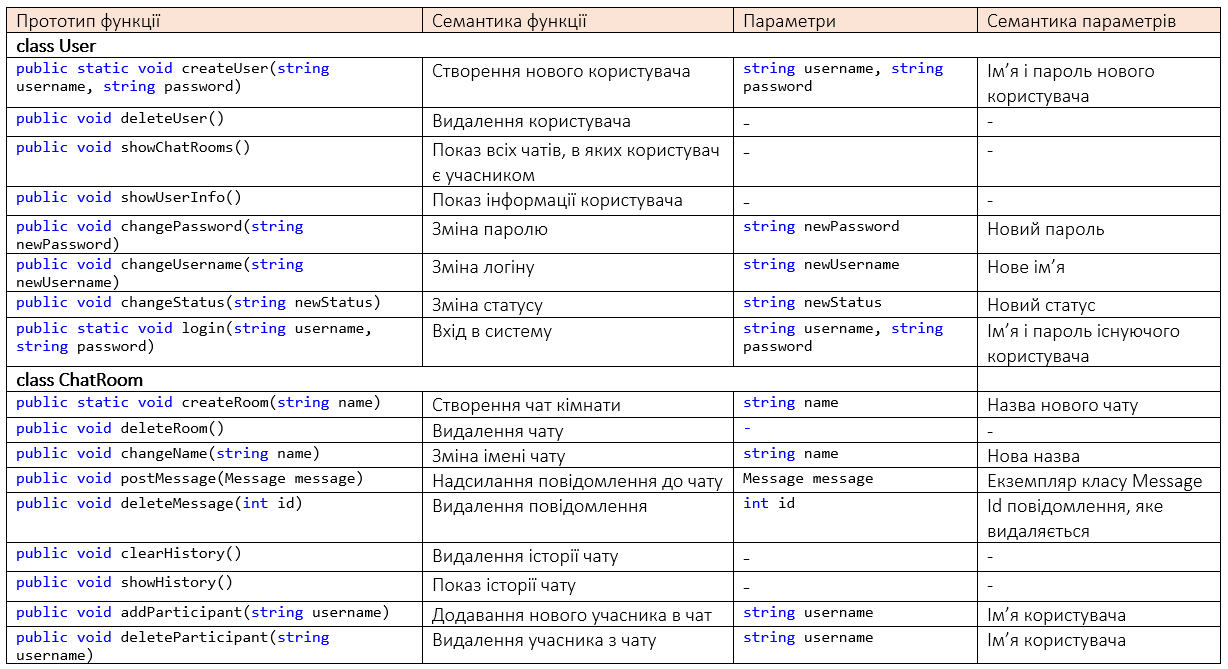 Прототип функції Семантика функції Параметри Семантика параметрів
class User
public static void createUser(string Створення нового користувача string username, string Ім’я і пароль нового
username, string password) password користувача
public void deleteUser() Видалення користувача - -
public void showChatRooms() Показ всіх чатів, в яких користувач - -
є учасником
public void showUserInfo() Показ інформації користувача - -
public void changePassword(string Зміна паролю string newPassword Новий пароль
newPassword)
public void changeUsername(string Зміна логіну string newUsername Нове ім’я
newUsername)
public void changeStatus(string newStatus) Зміна статусу string newStatus Новий статус
public static void login(string username, Вхід в систему string username, string Ім’я і пароль існуючого
string password) password користувача
class ChatRoom
public static void createRoom(string name) Створення чат кімнати string name Назва нового чату
public void deleteRoom() Видалення чату - -
public void changeName(string name) Зміна імені чату string name Нова назва
public void postMessage(Message message) Надсилання повідомлення до чату Message message Екземпляр класу Message
public void deleteMessage(int id) Видалення повідомлення int id Id повідомлення, яке
видаляється
public void clearHistory() Видалення історії чату - -
public void showHistory() Показ історії чату - -
public void addParticipant(string username) Додавання нового учасника в чат string username Ім’я користувача
public void deleteParticipant(string Видалення учасника з чату string username Ім’я користувача
username)